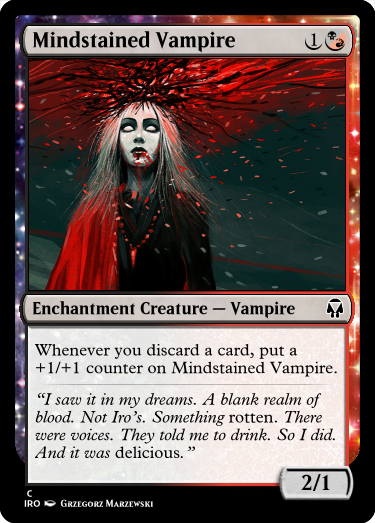 Mindstained Vampire 1
Enchantment Creature — Vampire
Whenever you discard a card, put a
+1/+1 counter on Mindstained Vampire.
“I saw it in my dreams. A blank realm of
blood. Not Iro’s. Something rotten. There
were voices. They told me to drink. So I did.
And it was delicious.”
2/1
C
IRO Grzegorz Marzewski